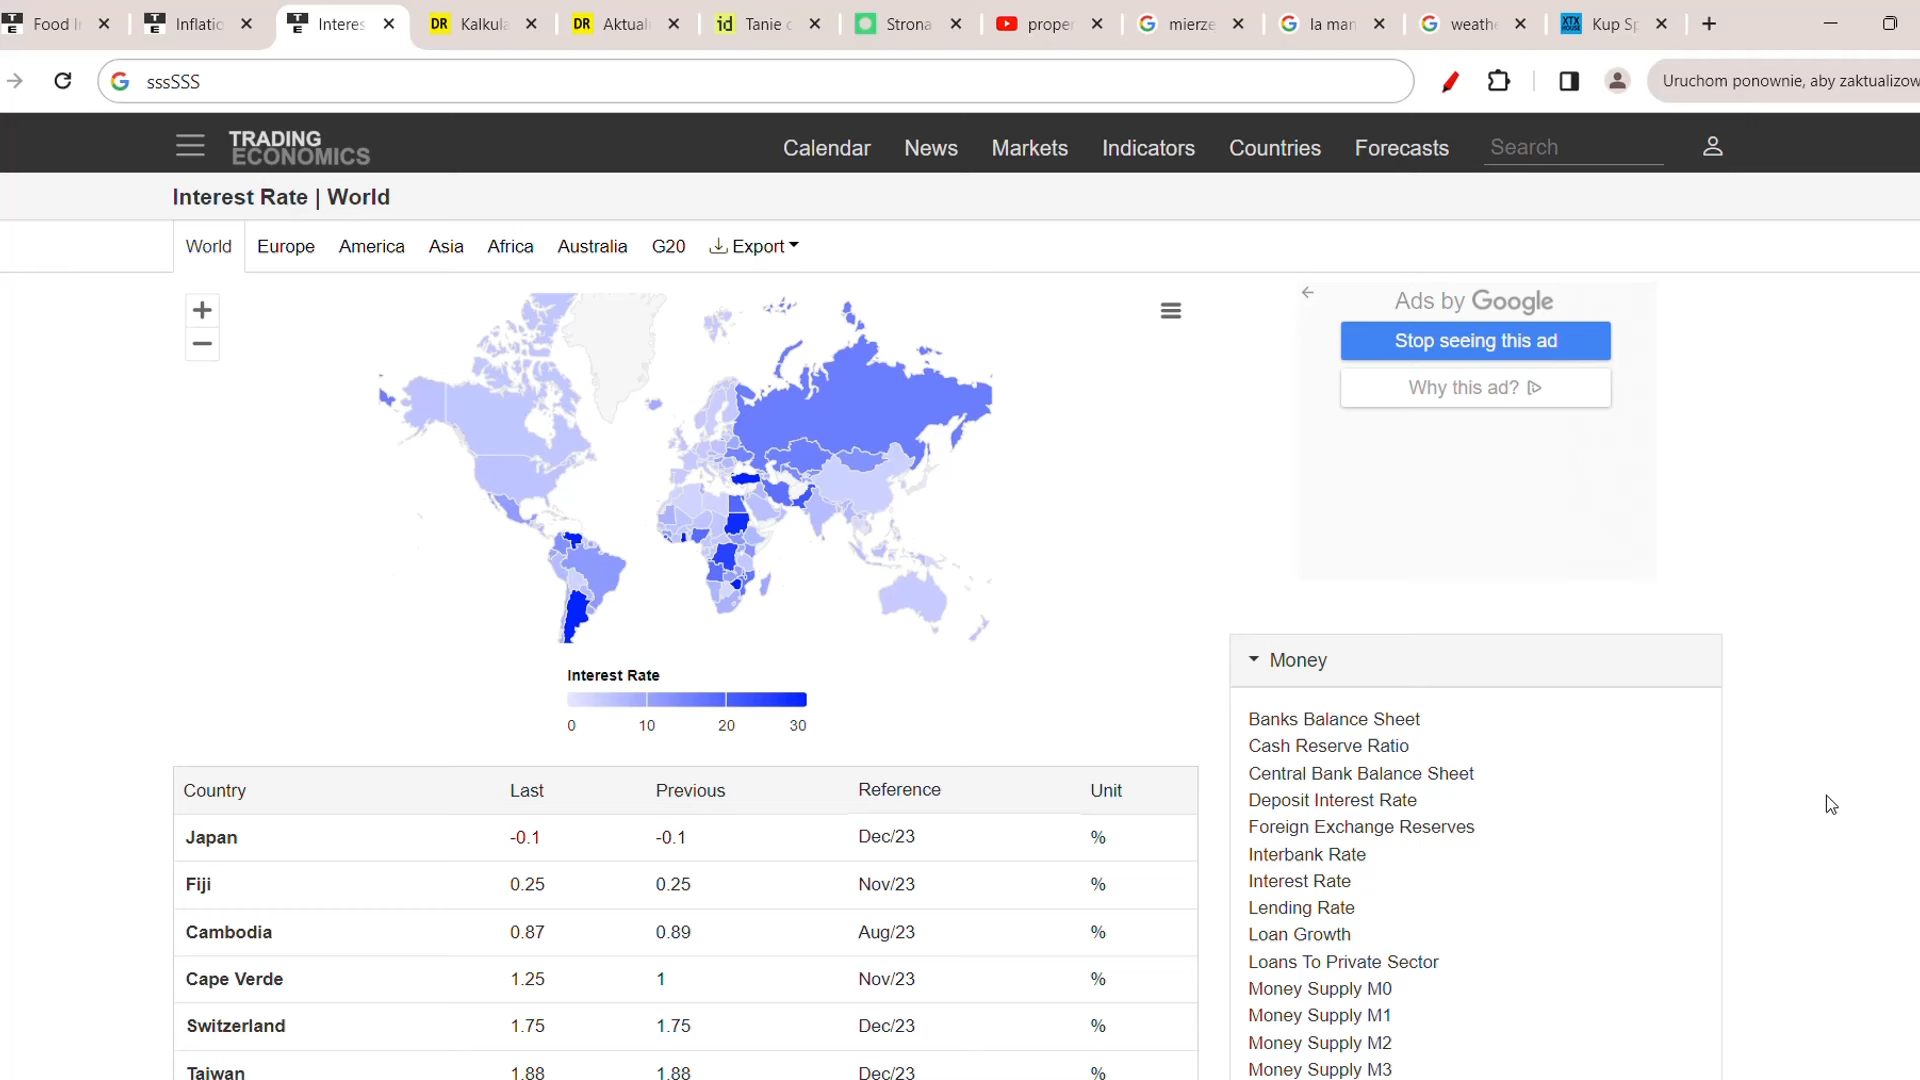 Food I
Inflatio
Interes
DR Kalkula
DR Aktual
id Tanie
Strona
proper
mierze
la man
weathe
XTX HOUSE Kup Sp
sssSSS
Uruchom ponownie, aby zaktualizow
TRADING
ECONOMICS
Calendar News Markets Indicators Countries Forecasts Search
Interest Rate | World
World Europe America Asia Africa Australia G20 Export
+
−
Ads by Google
Stop seeing this ad
Why this ad?
Interest Rate
0 10 20 30
Country Last Previous Reference Unit
Japan -0.1 -0.1 Dec/23 %
Fiji 0.25 0.25 Nov/23 %
Cambodia 0.87 0.89 Aug/23 %
Cape Verde 1.25 1 Nov/23 %
Switzerland 1.75 1.75 Dec/23 %
Taiwan 1.88 1.88 Dec/23 %
Money
Banks Balance Sheet
Cash Reserve Ratio
Central Bank Balance Sheet
Deposit Interest Rate
Foreign Exchange Reserves
Interbank Rate
Interest Rate
Lending Rate
Loan Growth
Loans To Private Sector
Money Supply M0
Money Supply M1
Money Supply M2
Money Supply M3